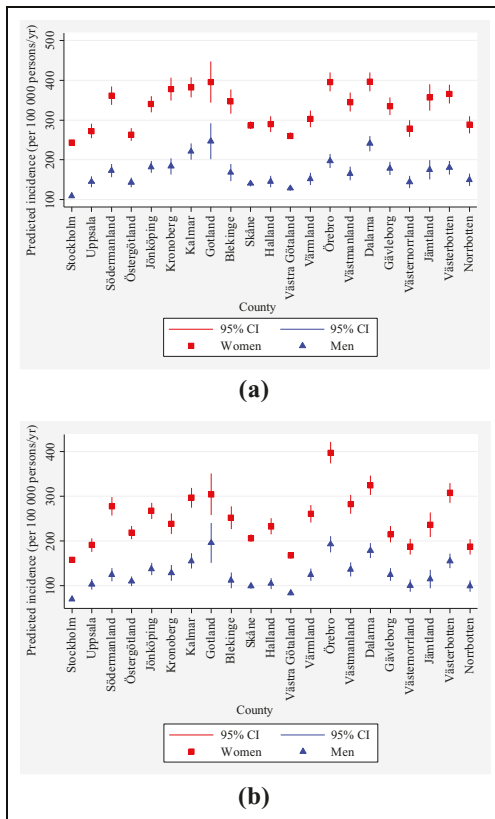 Predicted incidence (per 100 000 persons/yr)
500
400
300
200
100
Stockholm
Uppsala
Södermanland
Östergötland
Jönköping
Kronoberg
Kalmar
Gotland
Blekinge
Skåne
Halland
Västra Götaland
Värmland
Örebro
Västmanland
Dalarna
Gävleborg
Västernorrland
Jämtland
Västerbotten
Norrbotten
County
95% CI 95% CI
Women Men
(a)
Predicted incidence (per 100 000 persons/yr)
400
300
200
100
Stockholm
Uppsala
Södermanland
Östergötland
Jönköping
Kronoberg
Kalmar
Gotland
Blekinge
Skåne
Halland
Västra Götaland
Värmland
Örebro
Västmanland
Dalarna
Gävleborg
Västernorrland
Jämtland
Västerbotten
Norrbotten
County
95% CI 95% CI
Women Men
(b)